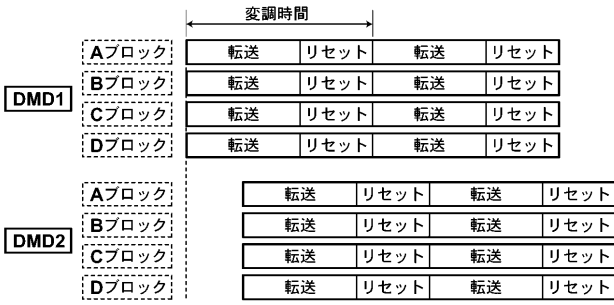 変調時間
Aブロック 転送 リセット 転送 リセット
Bブロック 転送 リセット 転送 リセット
DMD1
Cブロック 転送 リセット 転送 リセット
Dブロック 転送 リセット 転送 リセット
Aブロック 転送 リセット 転送 リセット
Bブロック 転送 リセット 転送 リセット
DMD2
Cブロック 転送 リセット 転送 リセット
Dブロック 転送 リセット 転送 リセット